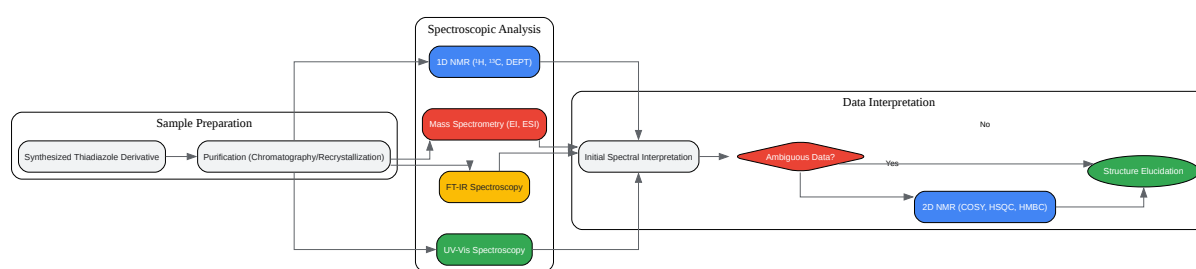 Spectroscopic Analysis
1D NMR (¹H, ¹³C, DEPT)
Data Interpretation
Sample Preparation
Mass Spectrometry (EI, ESI)
No
Synthesized Thiadiazole Derivative
Purification (Chromatography/Recrystallization)
Initial Spectral Interpretation
Ambiguous Data?
Yes
Structure Elucidation
FT-IR Spectroscopy
2D NMR (COSY, HSQC, HMBC)
UV-Vis Spectroscopy